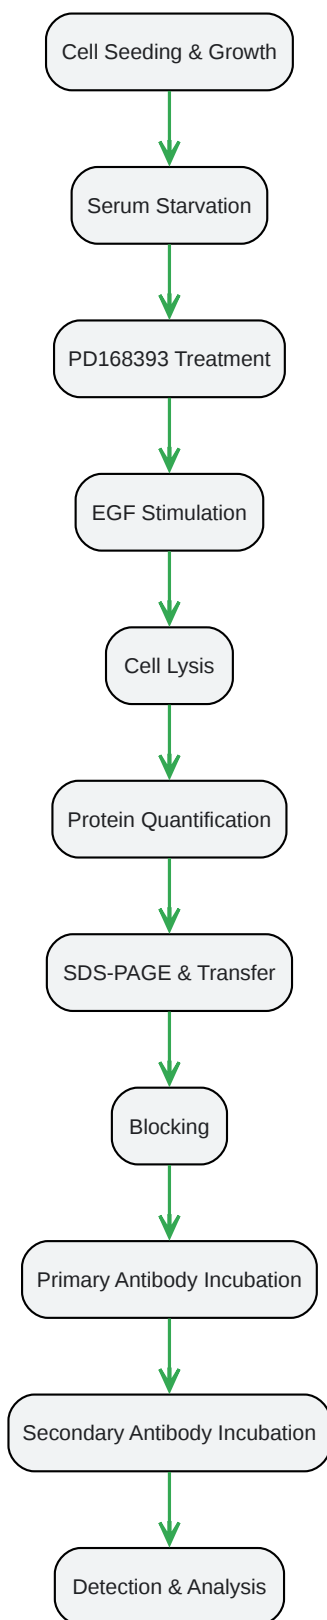 Cell Seeding & Growth
Serum Starvation
PD168393 Treatment
EGF Stimulation
Cell Lysis
Protein Quantification
SDS-PAGE & Transfer
Blocking
Primary Antibody Incubation
Secondary Antibody Incubation
Detection & Analysis